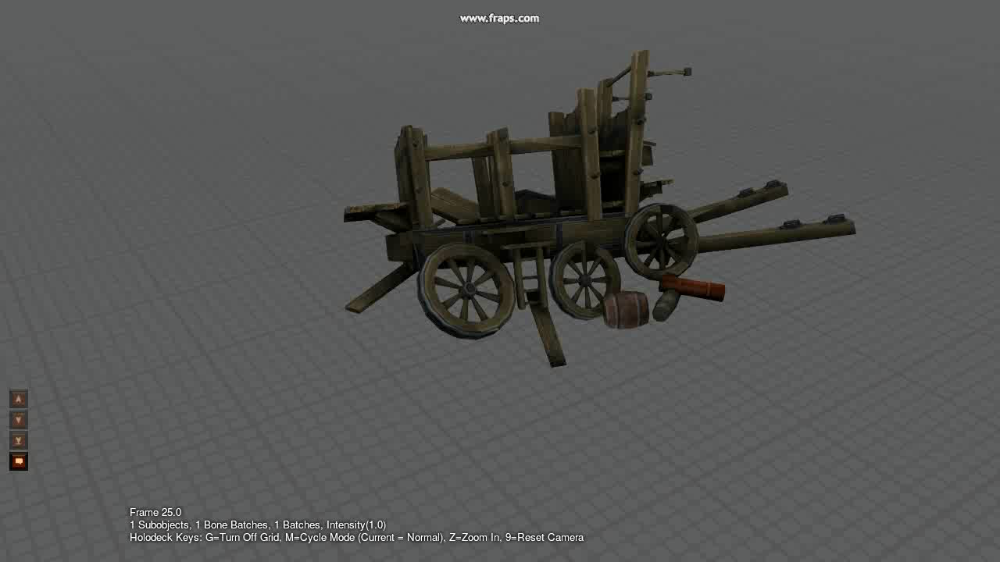 www.fraps.com
Frame 25.0
1 Subobjects, 1 Bone Batches, 1 Batches, Intensity(1.0)
Holodeck Keys: G=Turn Off Grid, M=Cycle Mode (Current = Normal), Z=Zoom In, 9=Reset Camera